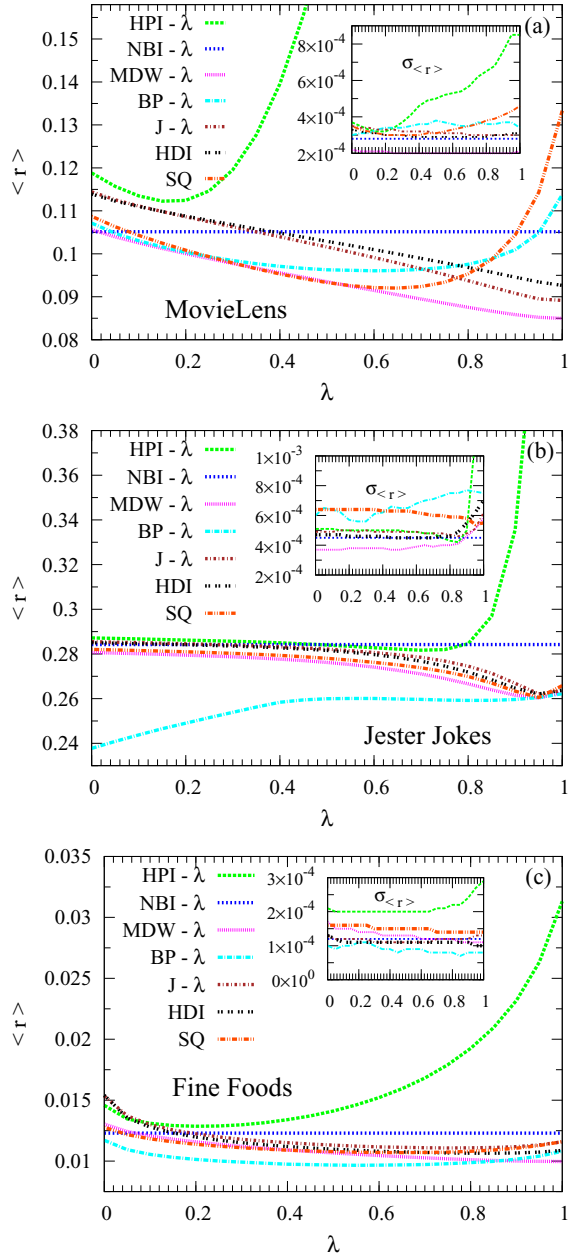 (a)
< r >
0.15
0.14
0.13
0.12
0.11
0.1
0.09
0.08
HPI - λ
NBI - λ
MDW - λ
BP - λ
J - λ
HDI
SQ
8×10⁻⁴
6×10⁻⁴
4×10⁻⁴
2×10⁻⁴
σ< r >
0 0.2 0.4 0.6 0.8 1
MovieLens
0 0.2 0.4 0.6 0.8 1
λ
(b)
< r >
0.38
0.36
0.34
0.32
0.3
0.28
0.26
0.24
HPI - λ
NBI - λ
MDW - λ
BP - λ
J - λ
HDI
SQ
1×10⁻³
8×10⁻⁴
6×10⁻⁴
4×10⁻⁴
2×10⁻⁴
σ< r >
0 0.2 0.4 0.6 0.8 1
Jester Jokes
0 0.2 0.4 0.6 0.8 1
λ
(c)
< r >
0.035
0.03
0.025
0.02
0.015
0.01
HPI - λ
NBI - λ
MDW - λ
BP - λ
J - λ
HDI
SQ
3×10⁻⁴
2×10⁻⁴
1×10⁻⁴
0×10⁰
σ< r >
0 0.2 0.4 0.6 0.8 1
Fine Foods
0 0.2 0.4 0.6 0.8 1
λ